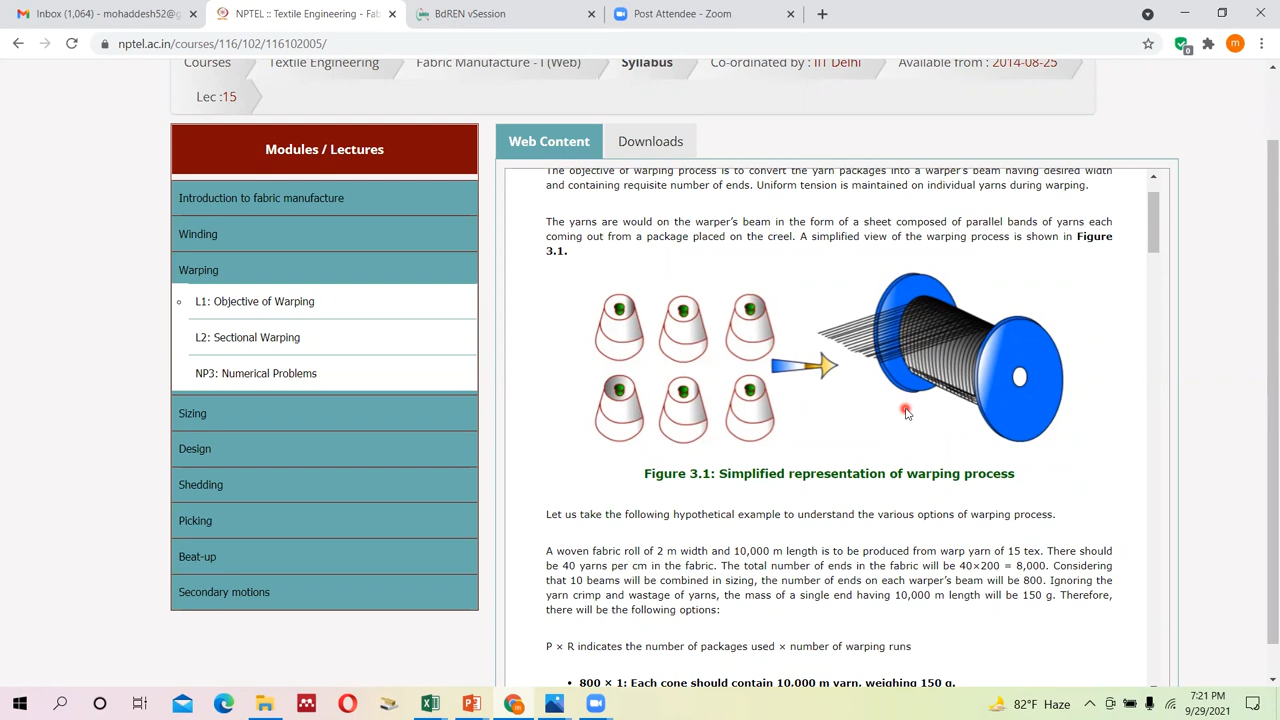 Inbox (1,064) - mohaddesh52@g
NPTEL :: Textile Engineering - Fab
BdREN vSession
Post Attendee - Zoom
nptel.ac.in/courses/116/102/116102005/
0
m
Courses
Textile Engineering
Fabric Manufacture - I (Web)
Syllabus
Co-ordinated by : IIT Delhi
Available from : 2014-08-25
Lec :15
Modules / Lectures
Introduction to fabric manufacture
Winding
Warping
L1: Objective of Warping
L2: Sectional Warping
NP3: Numerical Problems
Sizing
Design
Shedding
Picking
Beat-up
Secondary motions
Web Content
Downloads
The objective of warping process is to convert the yarn packages into a warper's beam having desired width
and containing requisite number of ends. Uniform tension is maintained on individual yarns during warping.
The yarns are would on the warper's beam in the form of a sheet composed of parallel bands of yarns each
coming out from a package placed on the creel. A simplified view of the warping process is shown in Figure
3.1.
Figure 3.1: Simplified representation of warping process
Let us take the following hypothetical example to understand the various options of warping process.
A woven fabric roll of 2 m width and 10,000 m length is to be produced from warp yarn of 15 tex. There should
be 40 yarns per cm in the fabric. The total number of ends in the fabric will be 40×200 = 8,000. Considering
that 10 beams will be combined in sizing, the number of ends on each warper's beam will be 800. Ignoring the
yarn crimp and wastage of yarns, the mass of a single end having 10,000 m length will be 150 g. Therefore,
there will be the following options:
P × R indicates the number of packages used × number of warping runs
• 800 × 1: Each cone should contain 10,000 m yarn, weighing 150 g.
82°F Haze
7:21 PM
9/29/2021